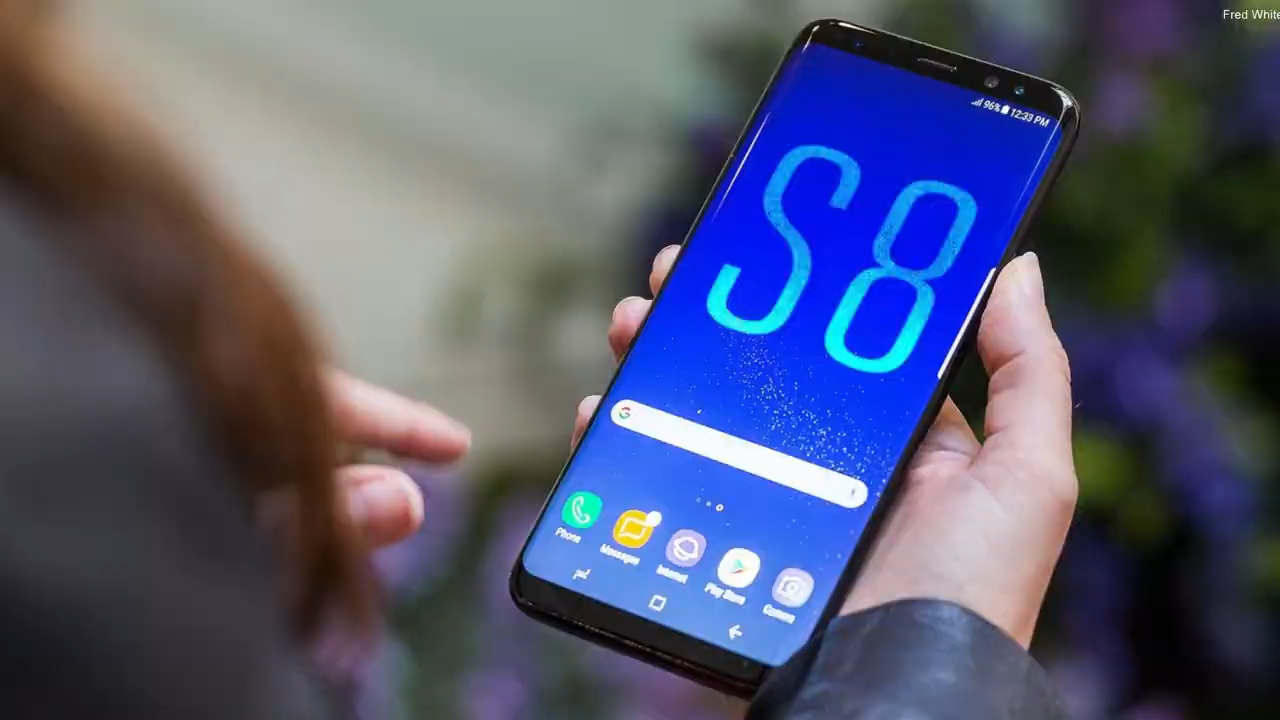 Fred White
96% 12:33 PM
S8
G
Phone
Messages
Internet
Play Store
Camera